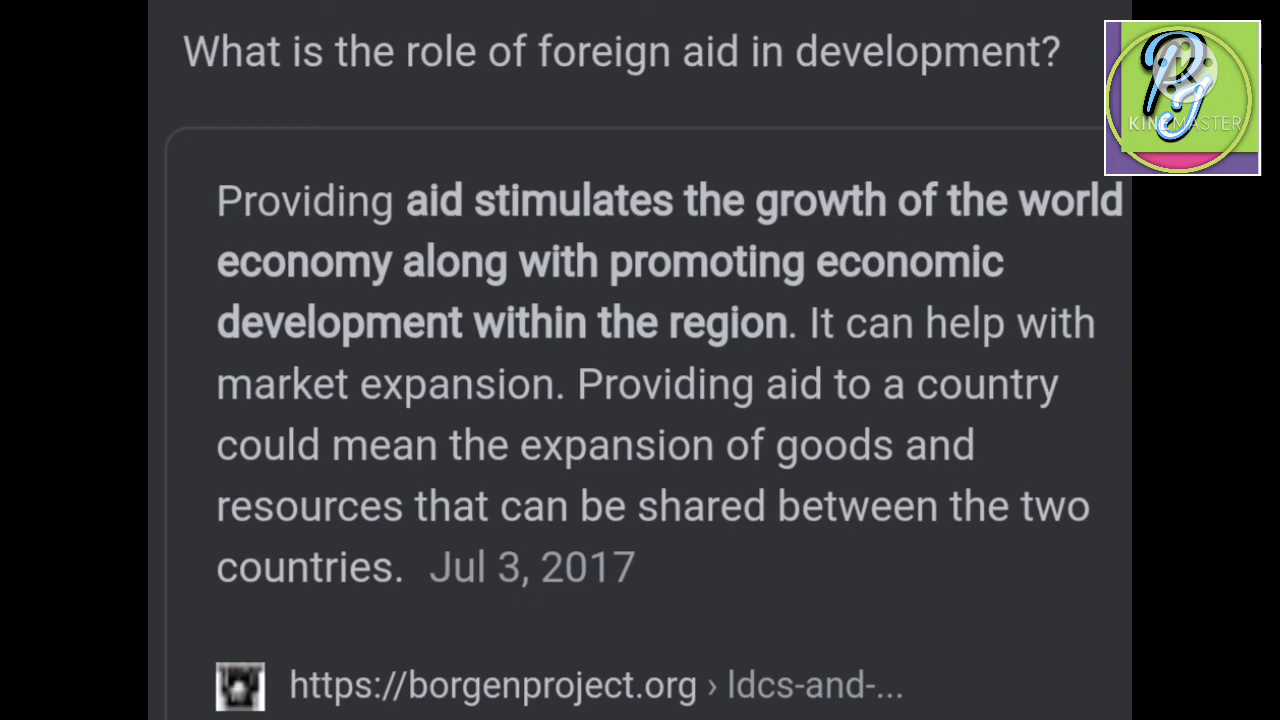 What is the role of foreign aid in development?
KINEMASTER
Providing aid stimulates the growth of the world
economy along with promoting economic
development within the region. It can help with
market expansion. Providing aid to a country
could mean the expansion of goods and
resources that can be shared between the two
countries. Jul 3, 2017
https://borgenproject.org › ldcs-and-...